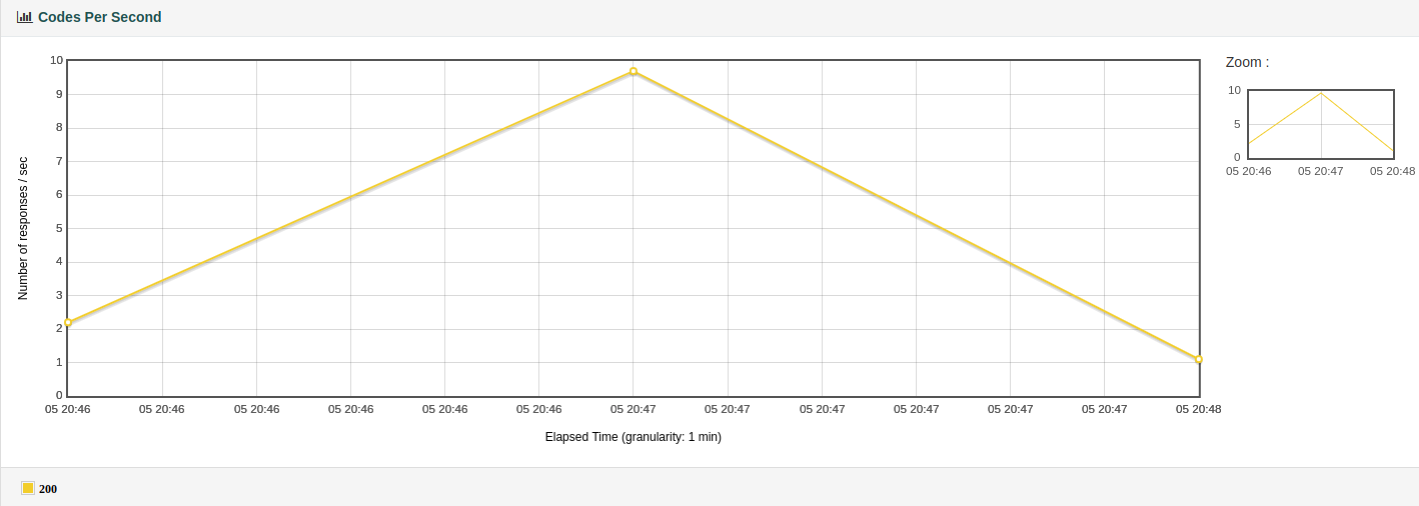 Codes Per Second
Number of responses / sec
10
9
8
7
6
5
4
3
2
1
0
05 20:46 05 20:46 05 20:46 05 20:46 05 20:46 05 20:46 05 20:47 05 20:47 05 20:47 05 20:47 05 20:47 05 20:47 05 20:48
Elapsed Time (granularity: 1 min)
Zoom :
10
5
0
05 20:46 05 20:47 05 20:48
200